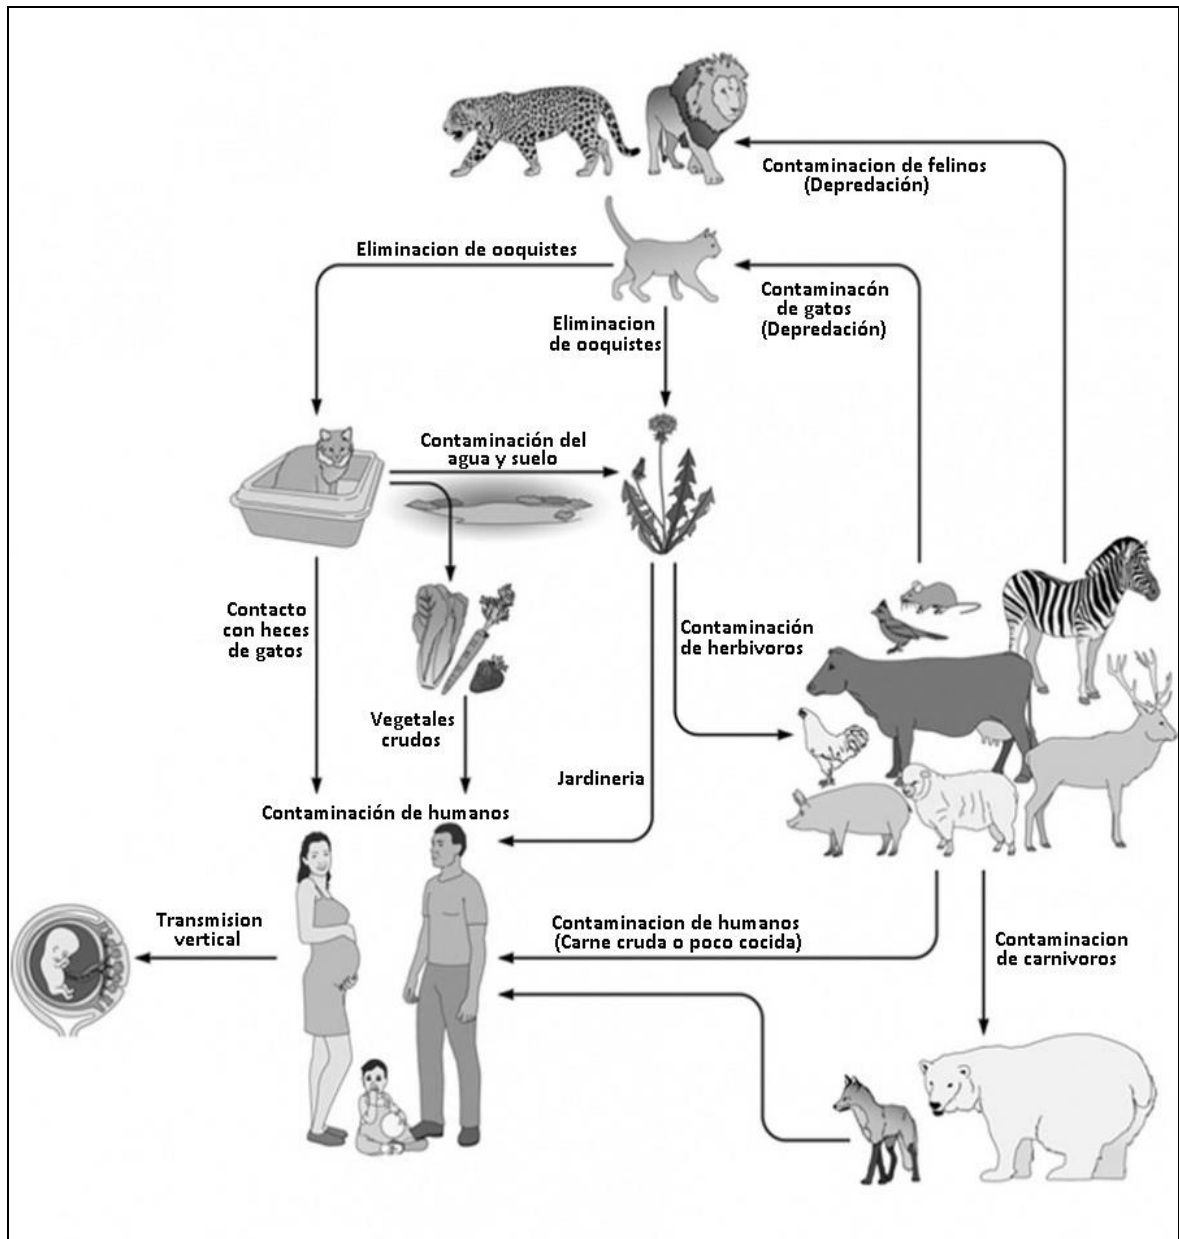 Contaminacion de felinos
(Depredación)
Eliminacion de ooquistes
Contaminacón
de gatos
(Depredación)
Eliminacion
de ooquistes
Contaminación del
agua y suelo
Contacto
con heces
de gatos
Contaminación
de herbivoros
Vegetales
crudos
Jardineria
Contaminación de humanos
Transmision
vertical
Contaminacion de humanos
(Carne cruda o poco cocida)
Contaminacion
de carnivoros